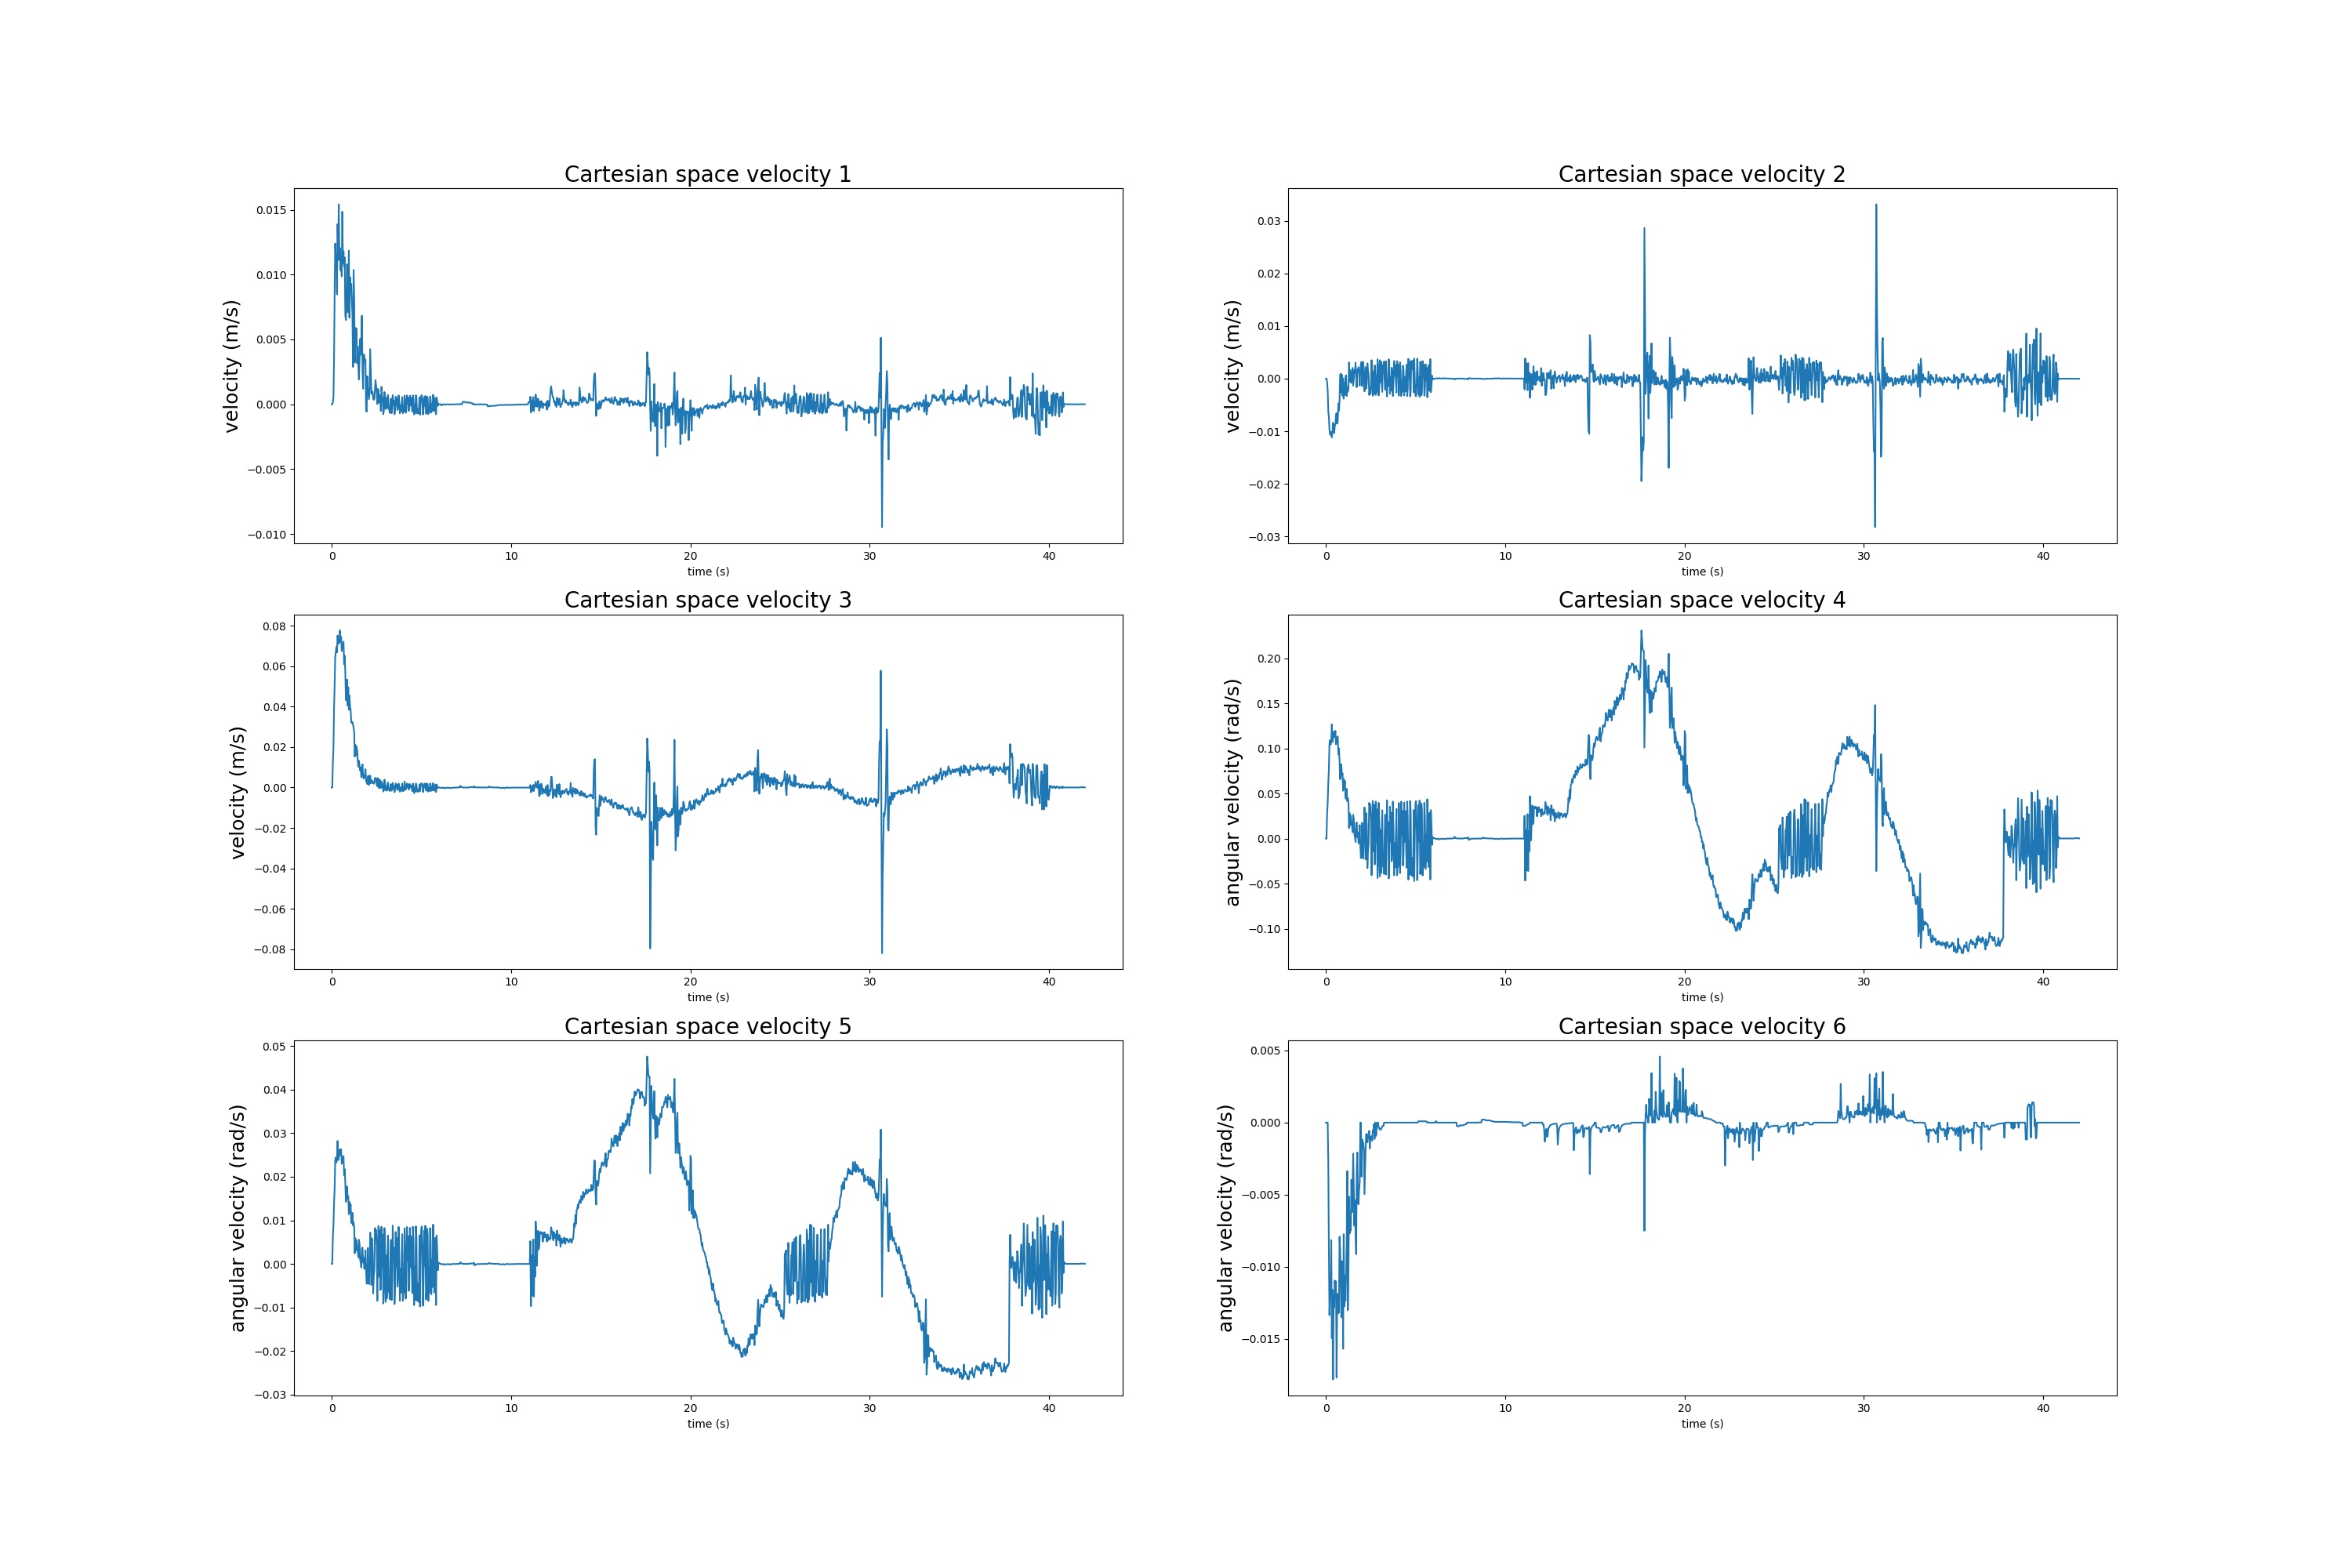 Cartesian space velocity 1
velocity (m/s)
0.015
0.010
0.005
0.000
−0.005
−0.010
0 10 20 30 40
time (s)
Cartesian space velocity 2
velocity (m/s)
0.03
0.02
0.01
0.00
−0.01
−0.02
−0.03
0 10 20 30 40
time (s)
Cartesian space velocity 3
velocity (m/s)
0.08
0.06
0.04
0.02
0.00
−0.02
−0.04
−0.06
−0.08
0 10 20 30 40
time (s)
Cartesian space velocity 4
angular velocity (rad/s)
0.20
0.15
0.10
0.05
0.00
−0.05
−0.10
0 10 20 30 40
time (s)
Cartesian space velocity 5
angular velocity (rad/s)
0.05
0.04
0.03
0.02
0.01
0.00
−0.01
−0.02
−0.03
0 10 20 30 40
time (s)
Cartesian space velocity 6
angular velocity (rad/s)
0.005
0.000
−0.005
−0.010
−0.015
0 10 20 30 40
time (s)